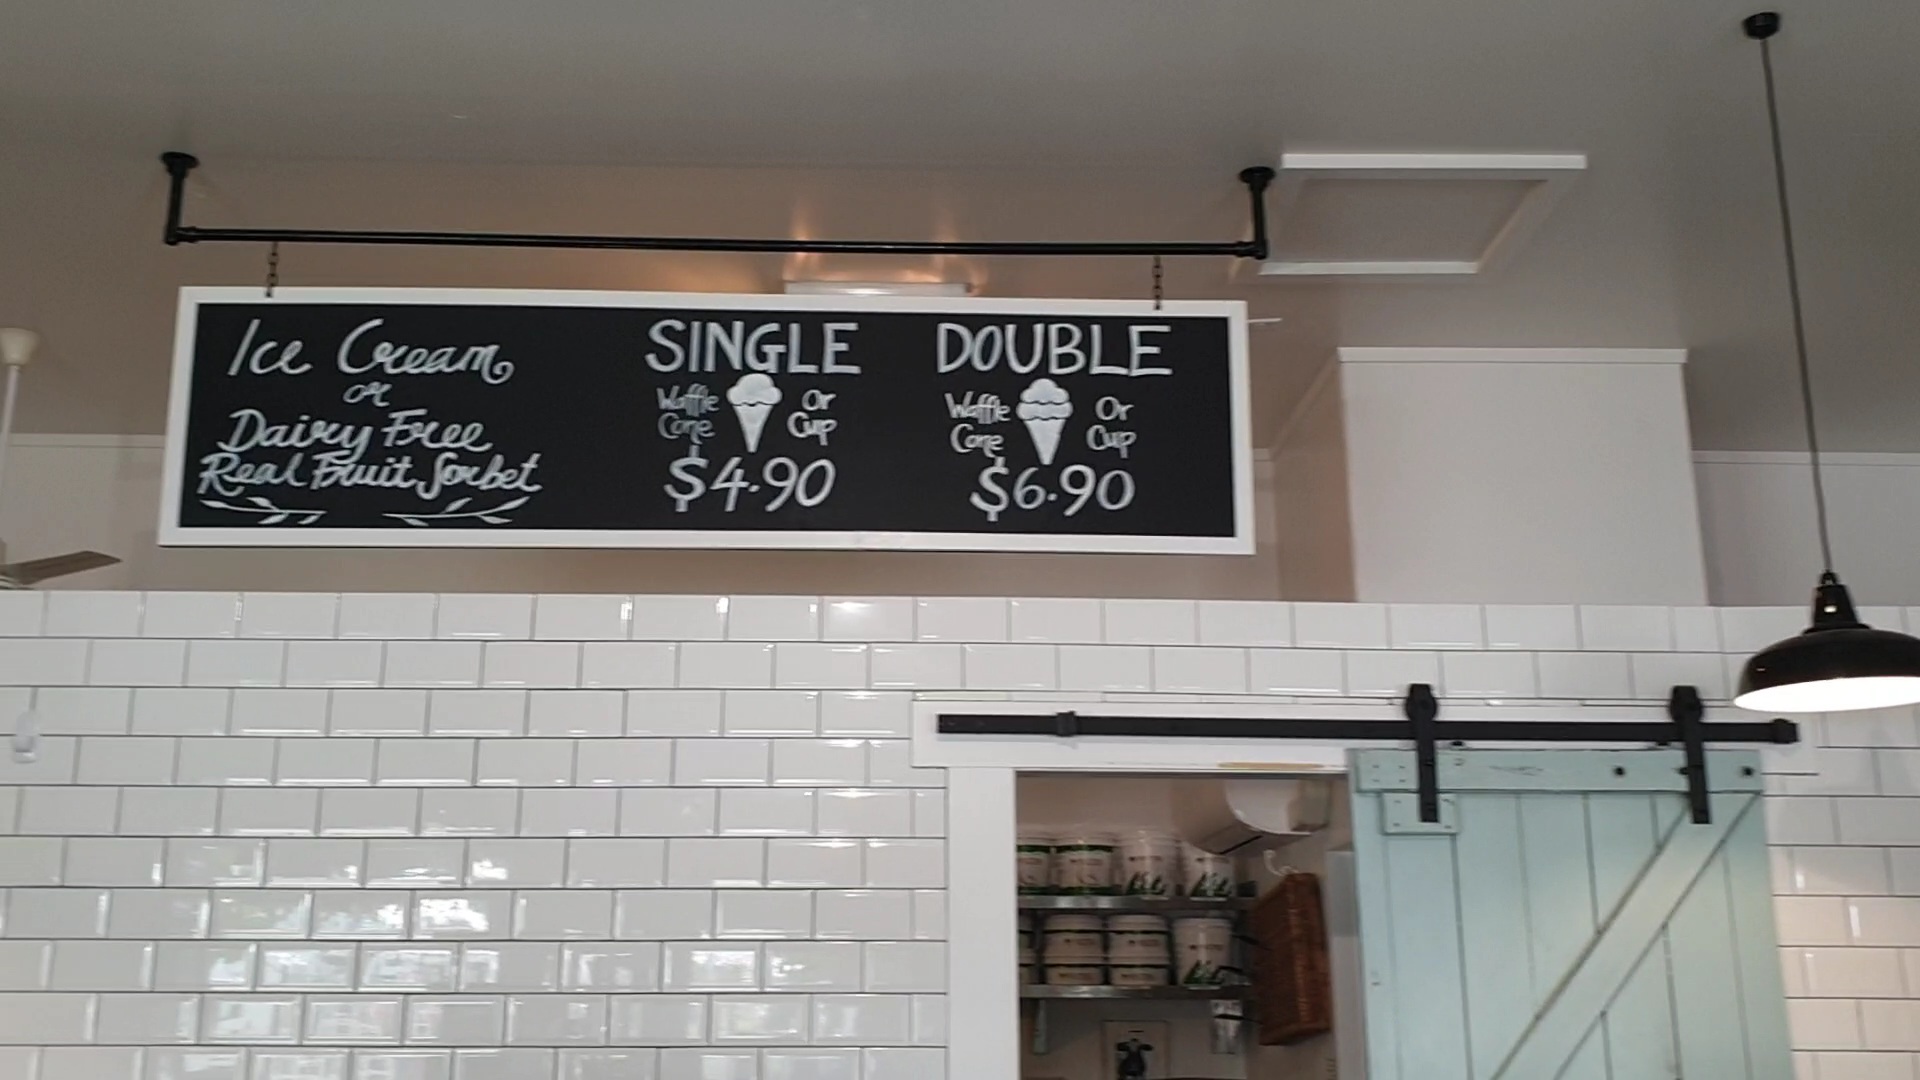 Ice Cream
or
Dairy Free
Real Fruit Sorbet
SINGLE
Waffle Or
Cone Cup
$4.90
DOUBLE
Waffle Or
Cone Cup
$6.90